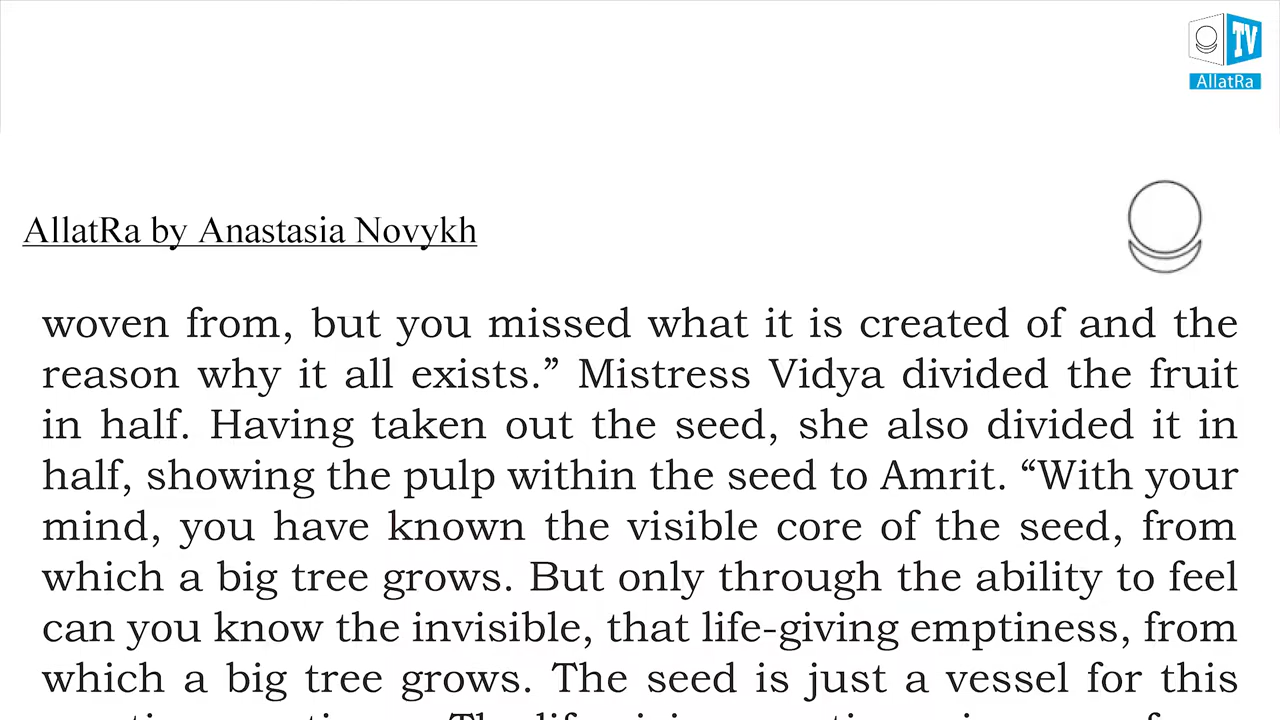 TV
AllatRa
AllatRa by Anastasia Novykh
woven from, but you missed what it is created of and the
reason why it all exists.” Mistress Vidya divided the fruit
in half. Having taken out the seed, she also divided it in
half, showing the pulp within the seed to Amrit. “With your
mind, you have known the visible core of the seed, from
which a big tree grows. But only through the ability to feel
can you know the invisible, that life-giving emptiness, from
which a big tree grows. The seed is just a vessel for this